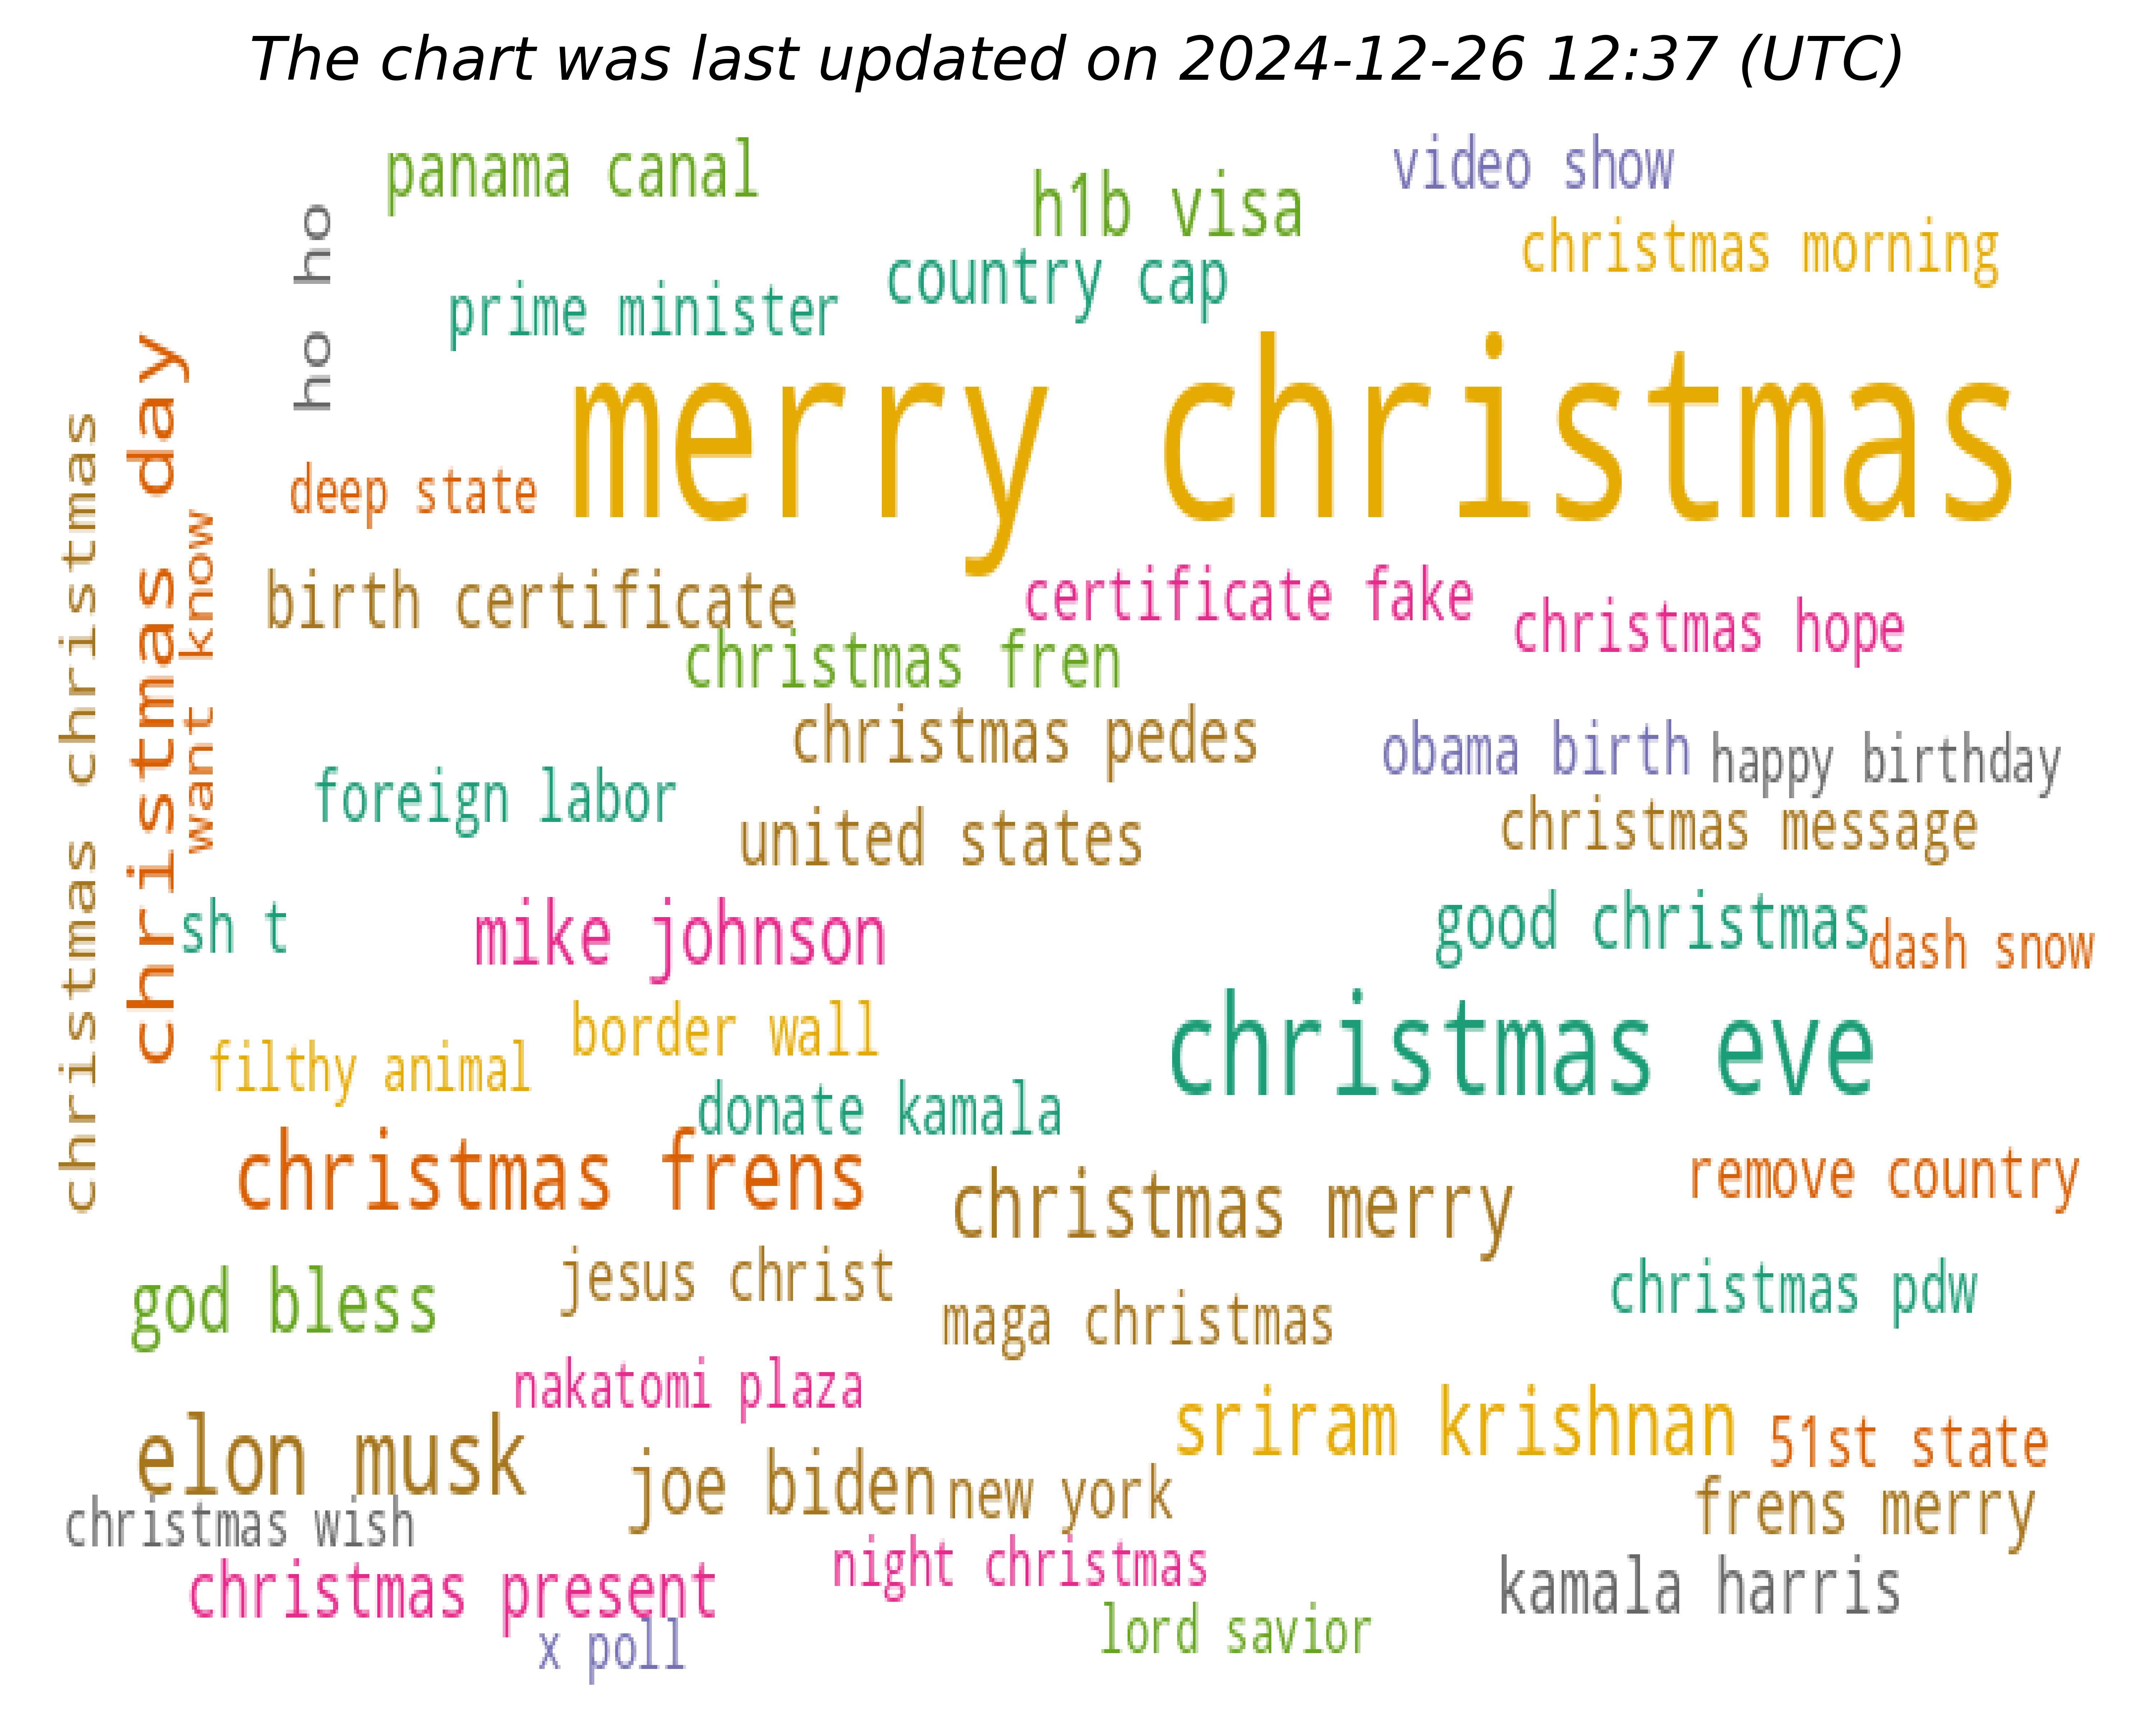 The chart was last updated on 2024-12-26 12:37 (UTC)
panama canal
video show
h1b visa
ho ho
christmas morning
country cap
prime minister
merry christmas
christmas day
christmas christmas
deep state
want know
birth certificate
certificate fake
christmas hope
christmas fren
christmas pedes
obama birth
happy birthday
foreign labor
united states
christmas message
sh t
mike johnson
good christmas
dash snow
border wall
christmas eve
filthy animal
donate kamala
christmas frens
christmas merry
remove country
god bless
jesus christ
maga christmas
christmas pdw
nakatomi plaza
sriram krishnan
51st state
elon musk
joe biden
new york
frens merry
christmas wish
night christmas
christmas present
kamala harris
lord savior
x poll